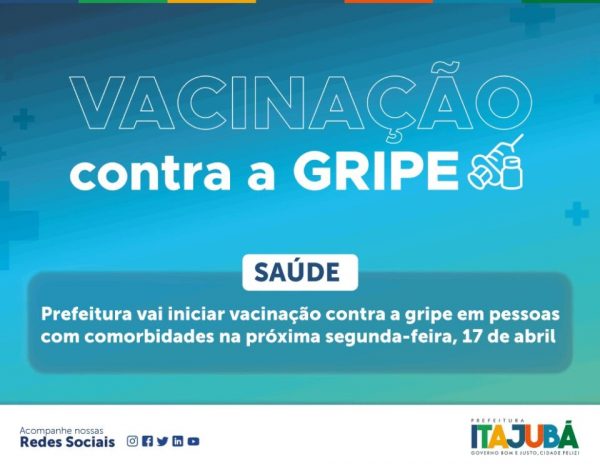 VACINAÇÃO
contra a GRIPE
SAÚDE
Prefeitura vai iniciar vacinação contra a gripe em pessoas
com comorbidades na próxima segunda-feira, 17 de abril
Acompanhe nossas
Redes Sociais
PREFEITURA
ITAJUBÁ
GOVERNO BOM E JUSTO, CIDADE FELIZ!